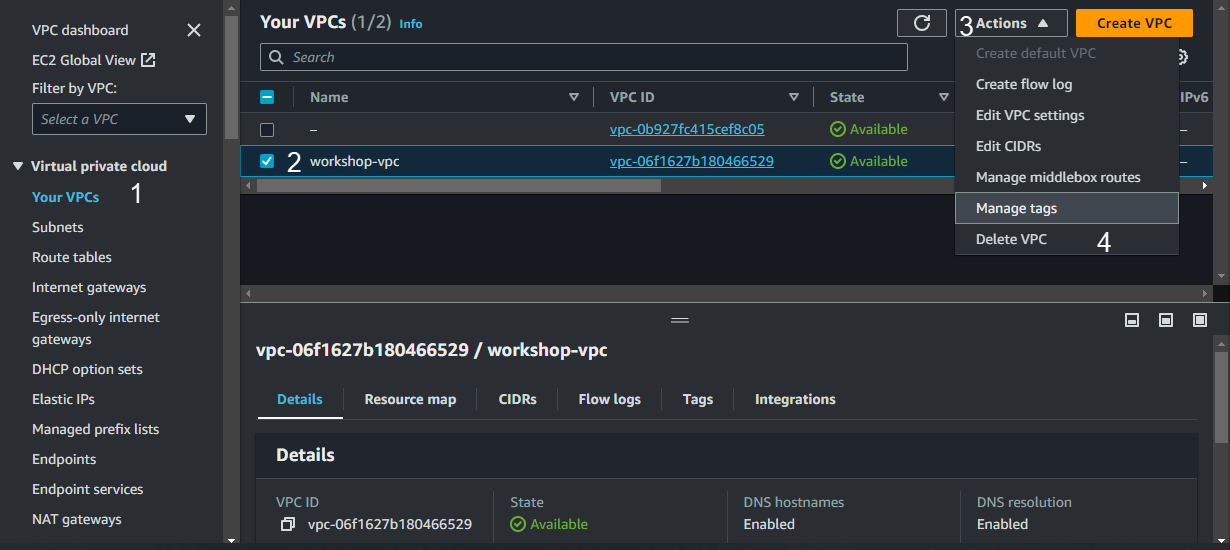 VPC dashboard
EC2 Global View
Filter by VPC:
Select a VPC
Virtual private cloud
Your VPCs 1
Subnets
Route tables
Internet gateways
Egress-only internet
gateways
DHCP option sets
Elastic IPs
Managed prefix lists
Endpoints
Endpoint services
NAT gateways
Your VPCs (1/2) Info
3 Actions
Create VPC
Search
Name VPC ID State IPv6
– vpc-0b927fc415cef8c05 Available –
2 workshop-vpc vpc-06f1627b180466529 Available –
Create default VPC
Create flow log
Edit VPC settings
Edit CIDRs
Manage middlebox routes
Manage tags
Delete VPC 4
vpc-06f1627b180466529 / workshop-vpc
Details Resource map CIDRs Flow logs Tags Integrations
Details
VPC ID State DNS hostnames DNS resolution
vpc-06f1627b180466529 Available Enabled Enabled